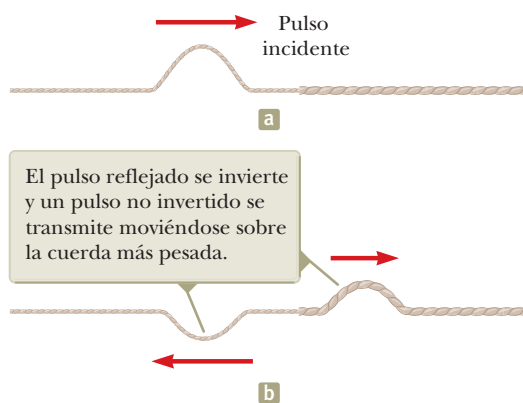 Pulso
incidente
a
El pulso reflejado se invierte
y un pulso no invertido se
transmite moviéndose sobre
la cuerda más pesada.
b